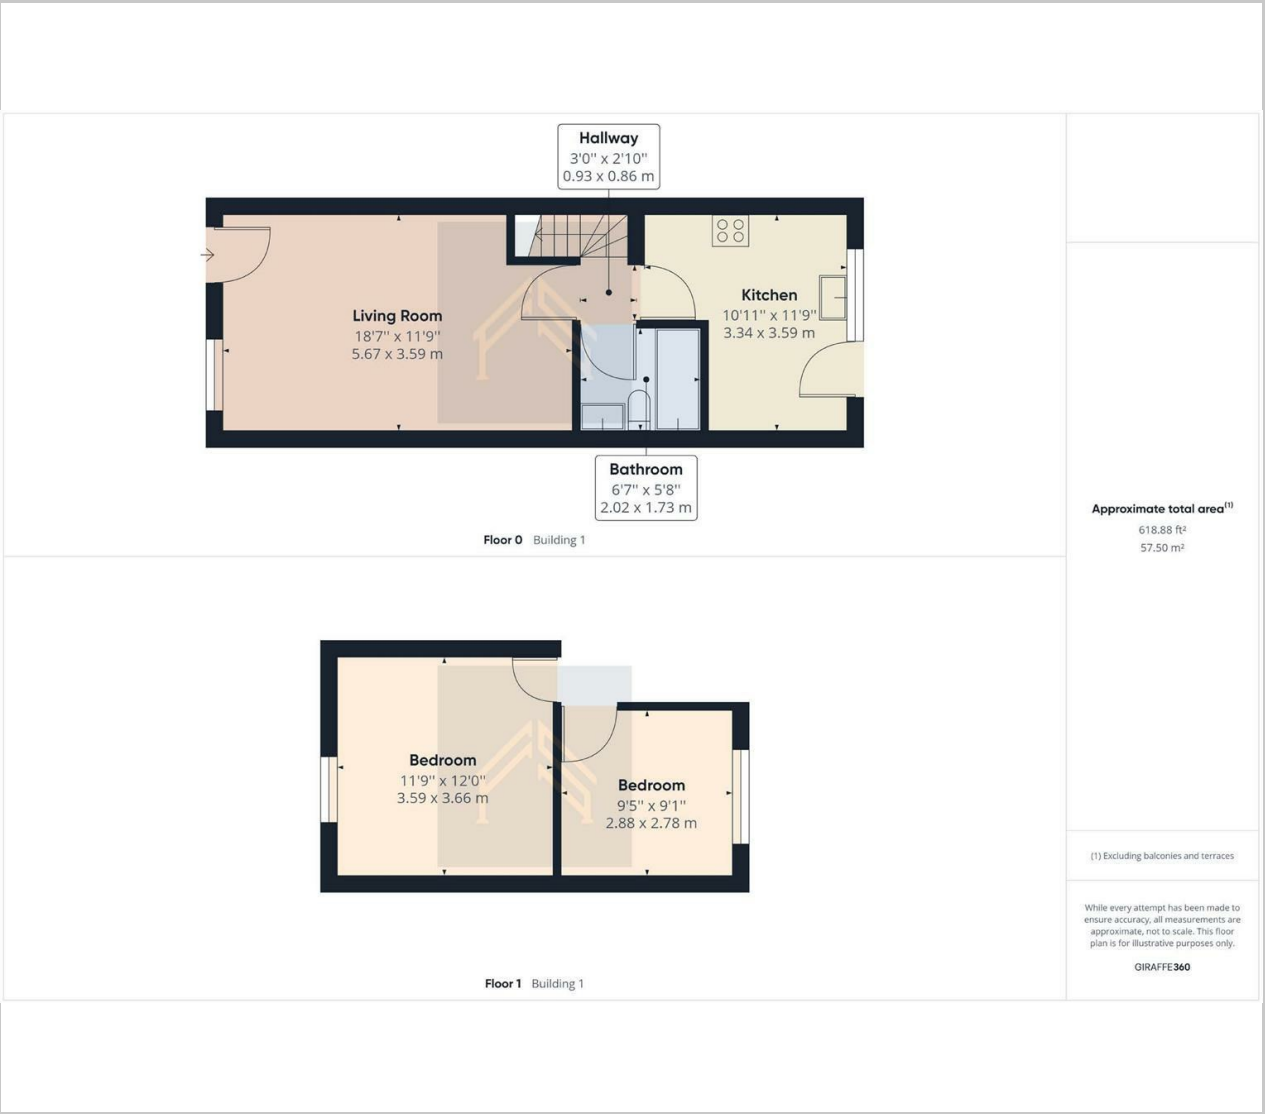 Hallway
3'0" x 2'10"
0.93 x 0.86 m
Living Room
18'7" x 11'9"
5.67 x 3.59 m
Kitchen
10'11" x 11'9"
3.34 x 3.59 m
Bathroom
6'7" x 5'8"
2.02 x 1.73 m
Floor 0 Building 1
Bedroom
11'9" x 12'0"
3.59 x 3.66 m
Bedroom
9'5" x 9'1"
2.88 x 2.78 m
Floor 1 Building 1
Approximate total area(1)
618.88 ft²
57.50 m²
(1) Excluding balconies and terraces
While every attempt has been made to
ensure accuracy, all measurements are
approximate, not to scale. This floor
plan is for illustrative purposes only.
GIRAFFE360